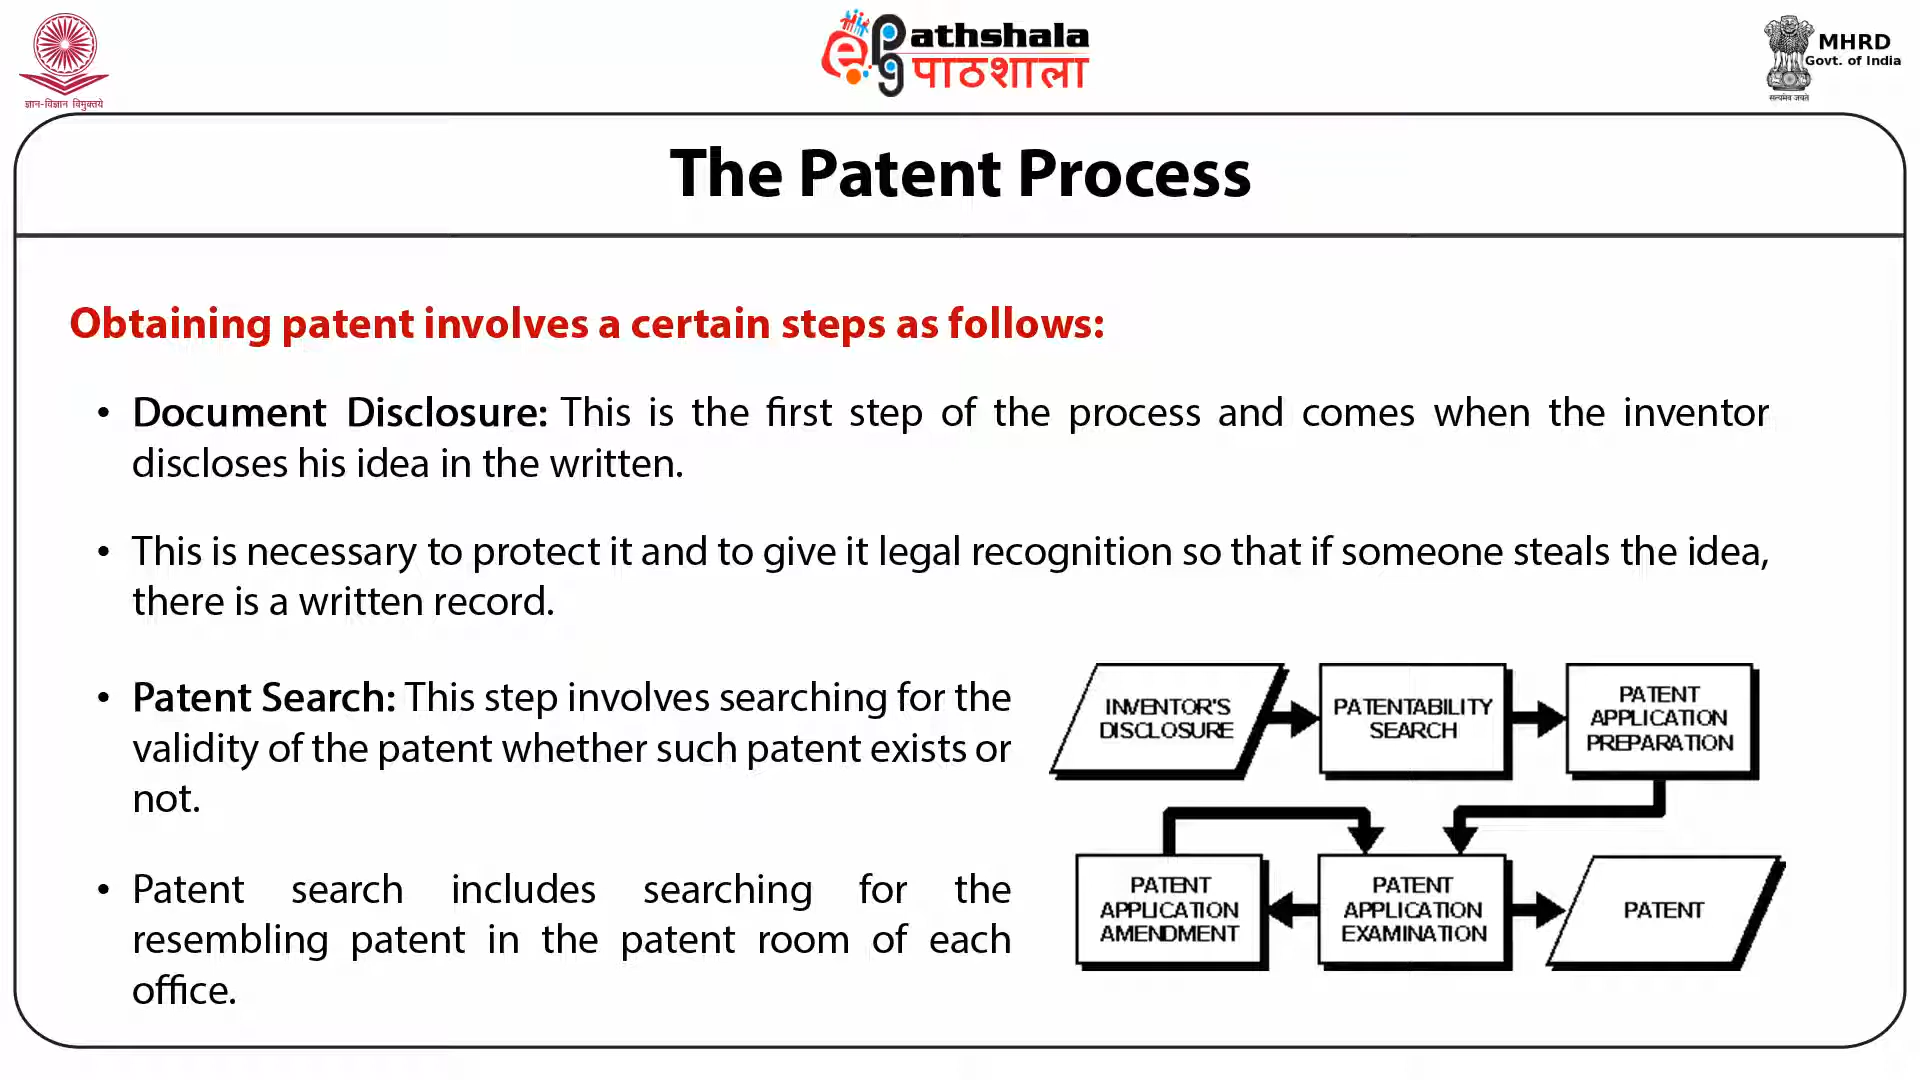 ज्ञान-विज्ञान विमुक्तये
ePathshala
पाठशाला
MHRD
Govt. of India
सत्यमेव जयते
The Patent Process
Obtaining patent involves a certain steps as follows:
• Document Disclosure: This is the first step of the process and comes when the inventor
discloses his idea in the written.
• This is necessary to protect it and to give it legal recognition so that if someone steals the idea,
there is a written record.
• Patent Search: This step involves searching for the
validity of the patent whether such patent exists or
not.
• Patent search includes searching for the
resembling patent in the patent room of each
office.
INVENTOR'S
DISCLOSURE
PATENTABILITY
SEARCH
PATENT
APPLICATION
PREPARATION
PATENT
APPLICATION
AMENDMENT
PATENT
APPLICATION
EXAMINATION
PATENT